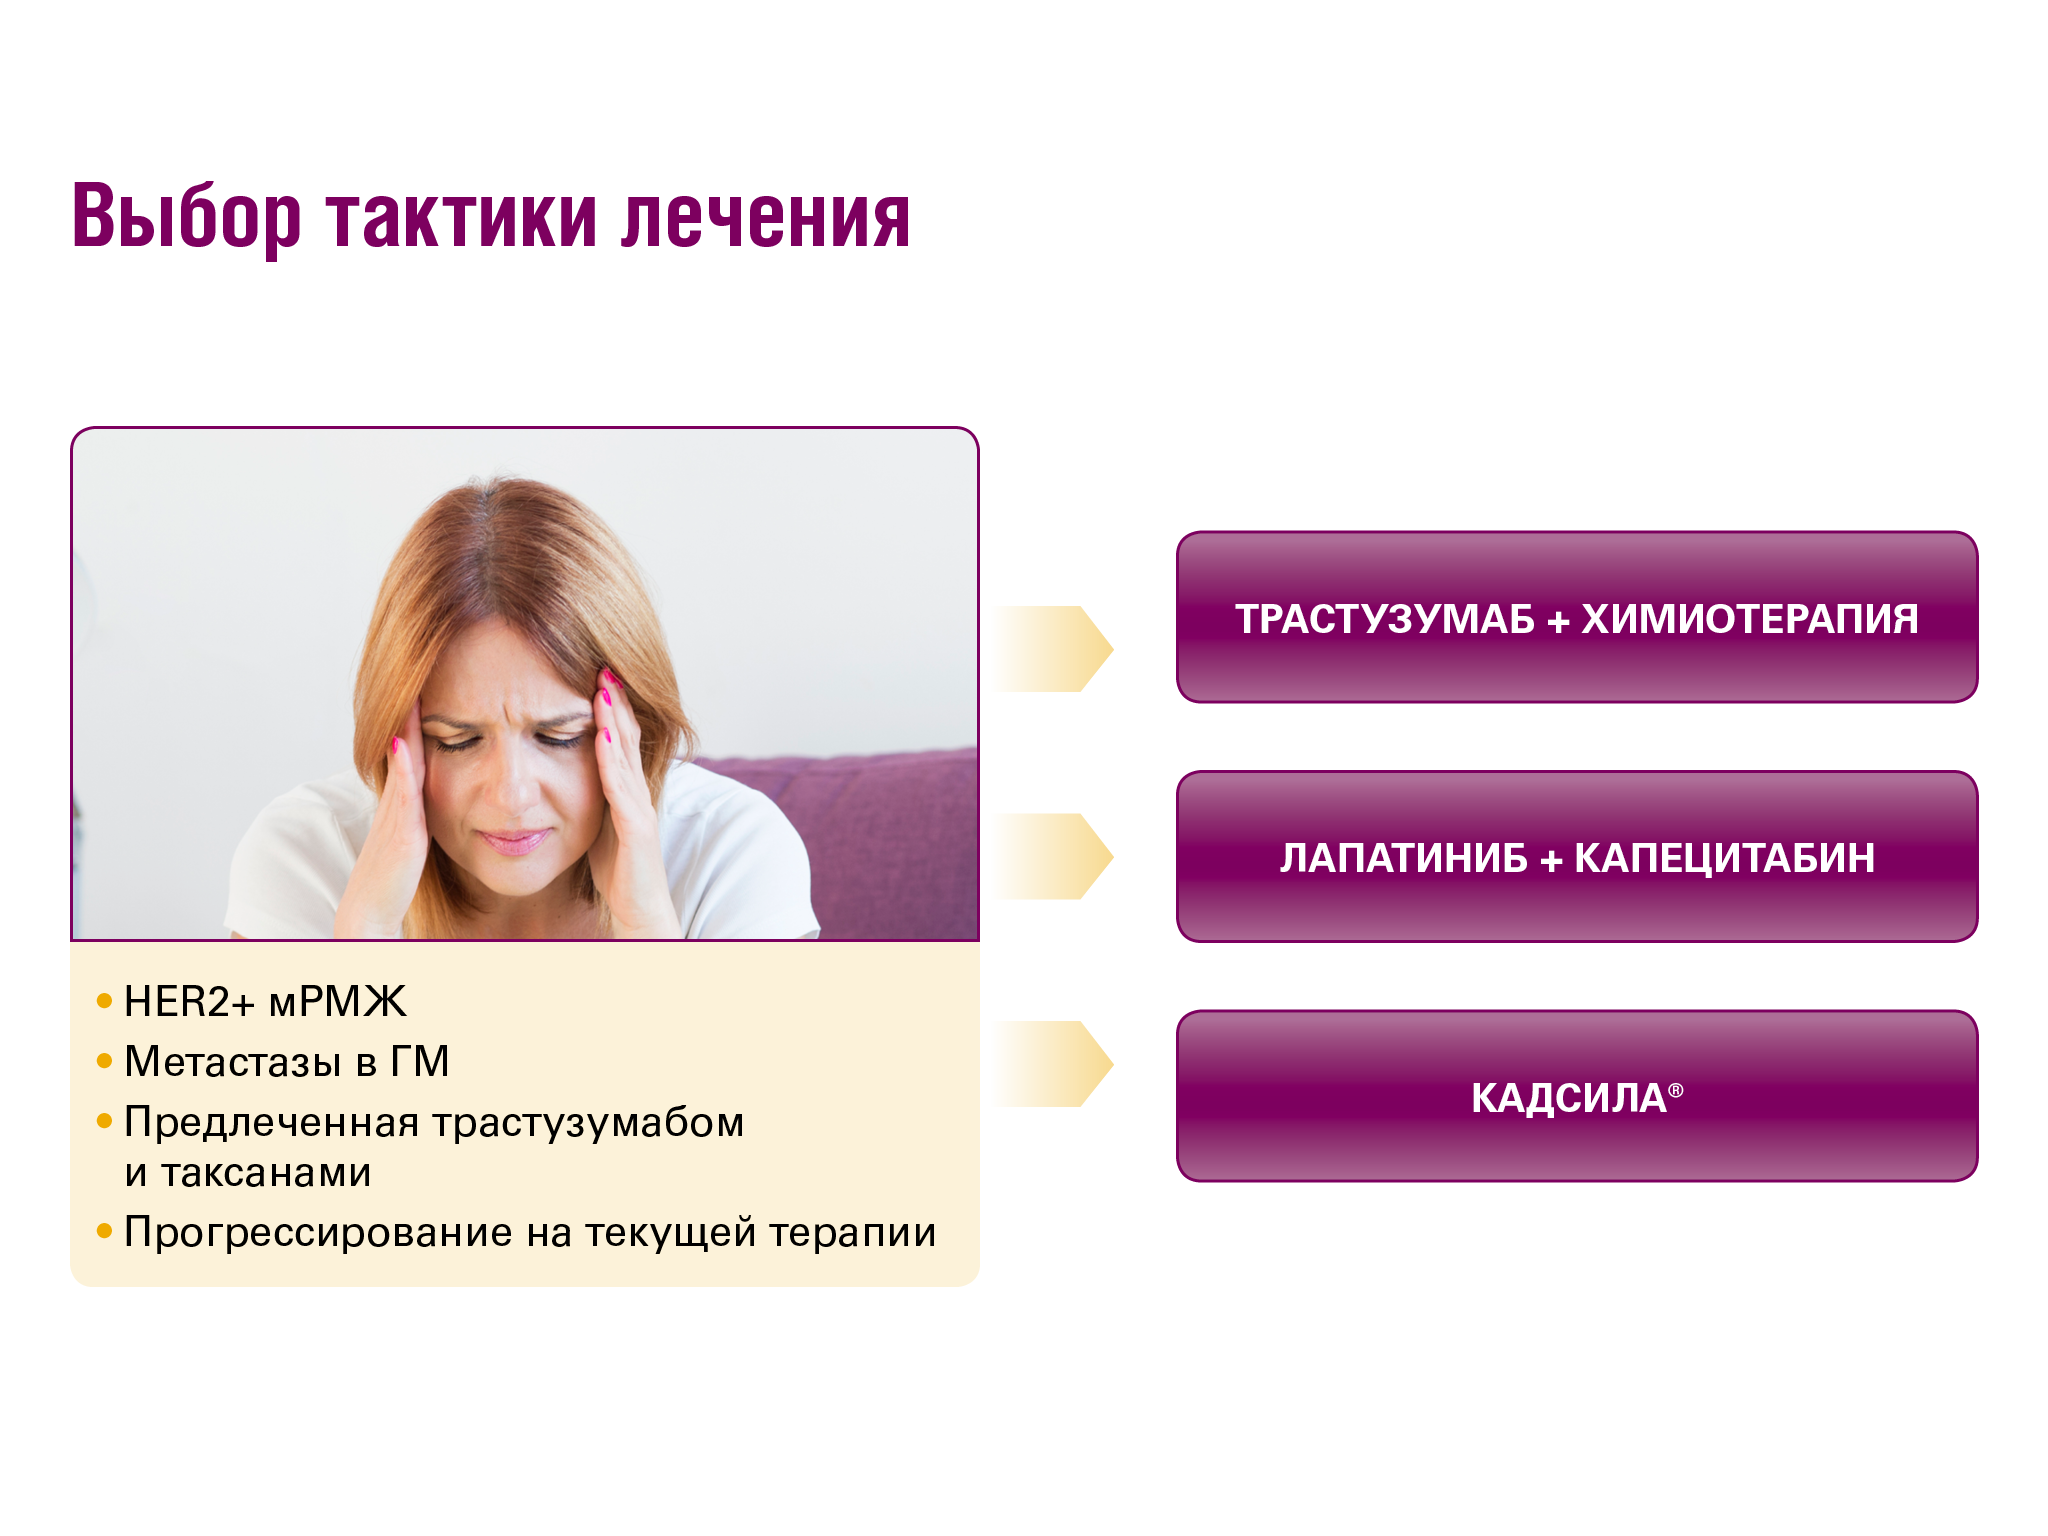 Выбор тактики лечения
• HER2+ мРМЖ
• Метастазы в ГМ
• Предлеченная трастузумабом
и таксанами
• Прогрессирование на текущей терапии
ТРАСТУЗУМАБ + ХИМИОТЕРАПИЯ
ЛАПАТИНИБ + КАПЕЦИТАБИН
КАДСИЛА®